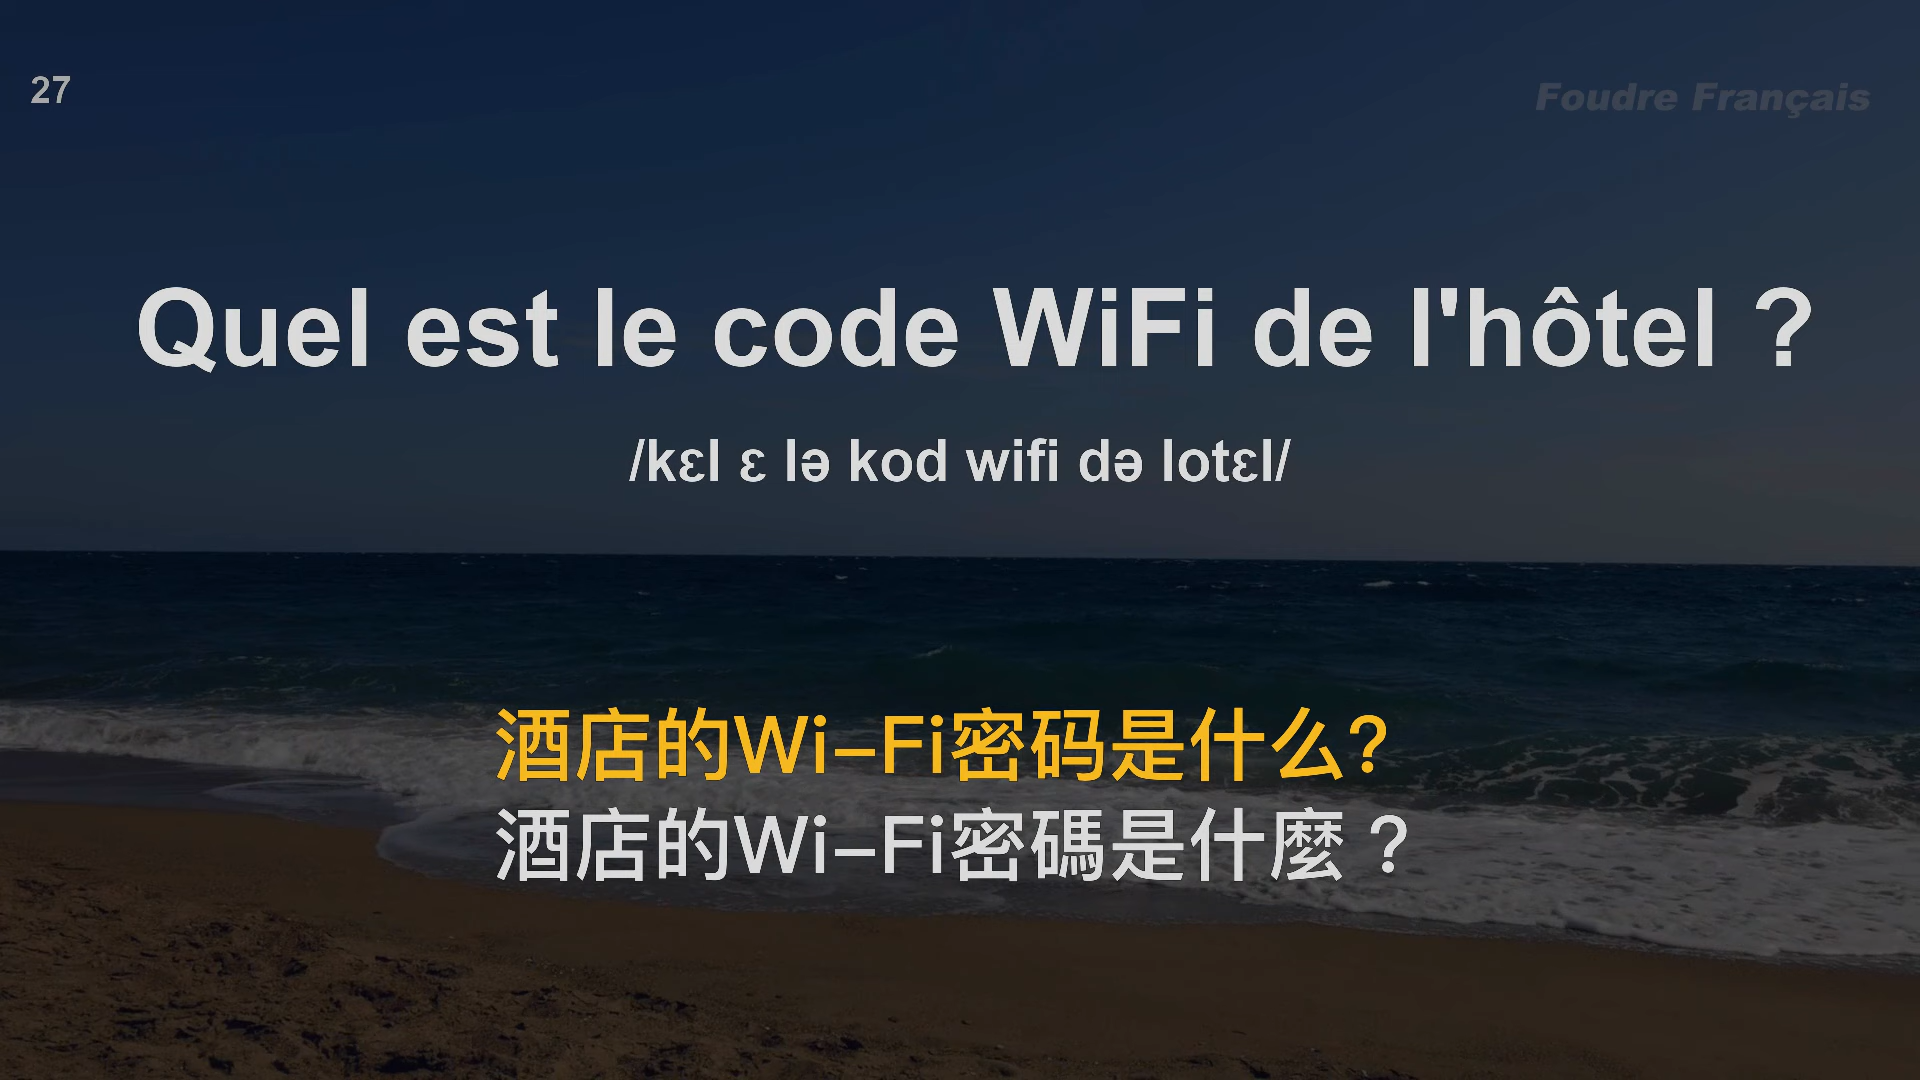 27
Foudre Français
Quel est le code WiFi de l'hôtel ?
/kɛl ɛ lə kod wifi də lotɛl/
酒店的Wi-Fi密码是什么?
酒店的Wi-Fi密碼是什麼？